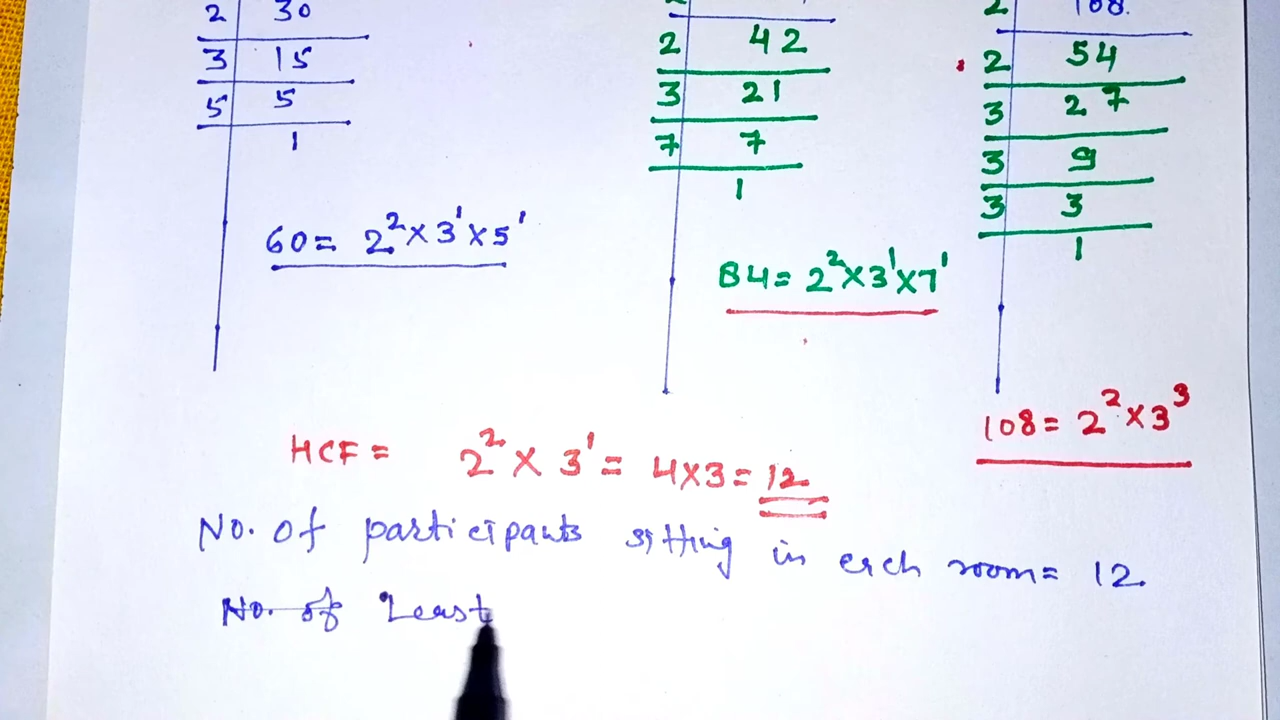 2 30
3 15
5 5
1
60 = 2² × 3¹ × 5¹
2 42
3 21
7 7
1
84 = 2² × 3¹ × 7¹
2 108.
2 54
3 27
3 9
3 3
1
108 = 2² × 3³
HCF = 2² × 3¹ = 4×3 = 12
No. of participants sitting in each room = 12.
No. of Least